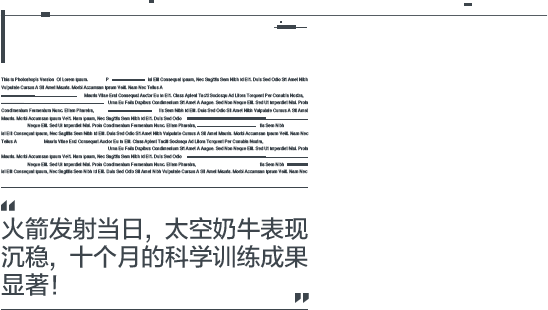 This Is Photoshop's Version Of Lorem Ipsum.
P Id Elit Consequat Ipsum, Nec Sagittis Sem Nibh Id Elit. Duis Sed Odio Sit Amet Nibh
Vulputate Cursus A Sit Amet Mauris. Morbi Accumsan Ipsum Velit. Nam Nec Tellus A
Mauris Vitae Erat Consequat Auctor Eu In Elit. Class Aptent Taciti Sociosqu Ad Litora Torquent Per Conubia Nostra,
Urna Eu Felis Dapibus Condimentum Sit Amet A Augue. Sed Non Neque Elit. Sed Ut Imperdiet Nisi. Proin
Condimentum Fermentum Nunc. Etiam Pharetra, Its Sem Nibh Id Elit. Duis Sed Odio Sit Amet Nibh Vulputate Cursus A Sit Amet
Mauris. Morbi Accumsan Ipsum Velit. Nam Ipsum, Nec Sagittis Sem Nibh Id Elit. Duis Sed Odio
Neque Elit. Sed Ut Imperdiet Nisi. Proin Condimentum Fermentum Nunc. Etiam Pharetra, Its Sem Nibh
Id Elit Consequat Ipsum, Nec Sagittis Sem Nibh Id Elit. Duis Sed Odio Sit Amet Nibh Vulputate Cursus A Sit Amet Mauris. Morbi Accumsan Ipsum Velit. Nam Nec
Tellus A Mauris Vitae Erat Consequat Auctor Eu In Elit. Class Aptent Taciti Sociosqu Ad Litora Torquent Per Conubia Nostra,
Urna Eu Felis Dapibus Condimentum Sit Amet A Augue. Sed Non Neque Elit. Sed Ut Imperdiet Nisi. Proin
Mauris. Morbi Accumsan Ipsum Velit. Nam Ipsum, Nec Sagittis Sem Nibh Id Elit. Duis Sed Odio
Neque Elit. Sed Ut Imperdiet Nisi. Proin Condimentum Fermentum Nunc. Etiam Pharetra, Its Sem Nibh
Id Elit Consequat Ipsum, Nec Sagittis Sem Nibh Id Elit. Duis Sed Odio Sit Amet Nibh Vulputate Cursus A Sit Amet Mauris. Morbi Accumsan Ipsum Velit. Nam Nec
“
火箭发射当日，太空奶牛表现
沉稳，十个月的科学训练成果
显著！
”